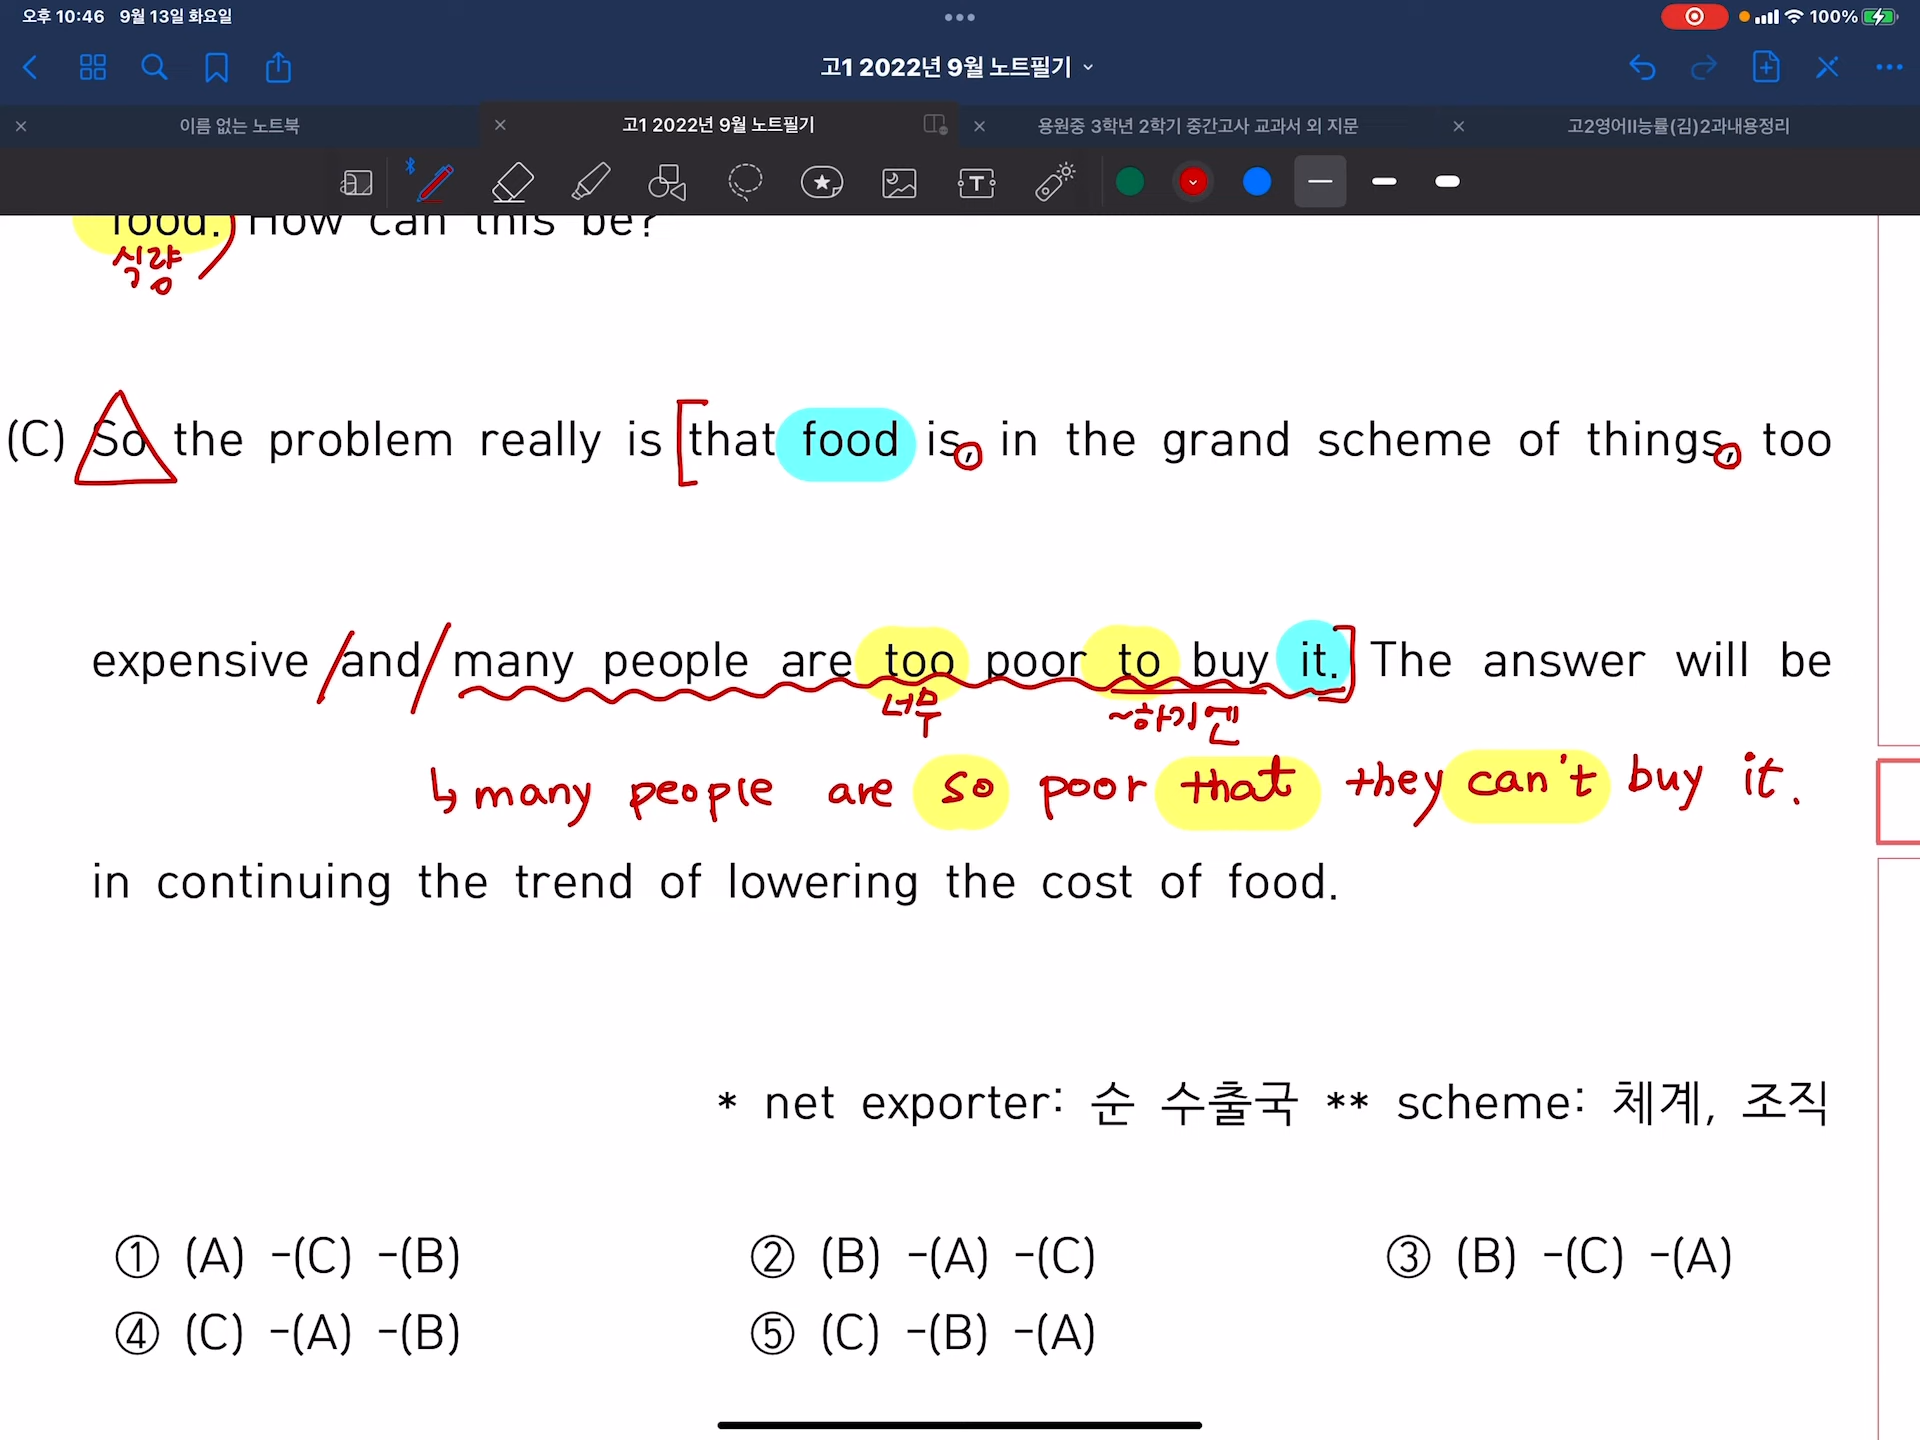 오후 10:46 9월 13일 화요일
100%
고1 2022년 9월 노트필기
이름 없는 노트북
고1 2022년 9월 노트필기
용원중 3학년 2학기 중간고사 교과서 외 지문
고2영어II능률(김)2과내용정리
food. How can this be?
식량
(C) So the problem really is that food is, in the grand scheme of things, too
expensive and many people are too poor to buy it. The answer will be
너무 ~하기엔
↳ many people are so poor that they can't buy it.
in continuing the trend of lowering the cost of food.
* net exporter: 순 수출국 ** scheme: 체계, 조직
① (A) -(C) -(B) ② (B) -(A) -(C) ③ (B) -(C) -(A)
④ (C) -(A) -(B) ⑤ (C) -(B) -(A)